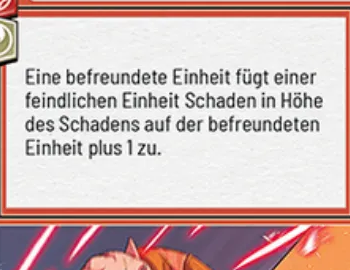 Eine befreundete Einheit fügt einer
feindlichen Einheit Schaden in Höhe
des Schadens auf der befreundeten
Einheit plus 1 zu.